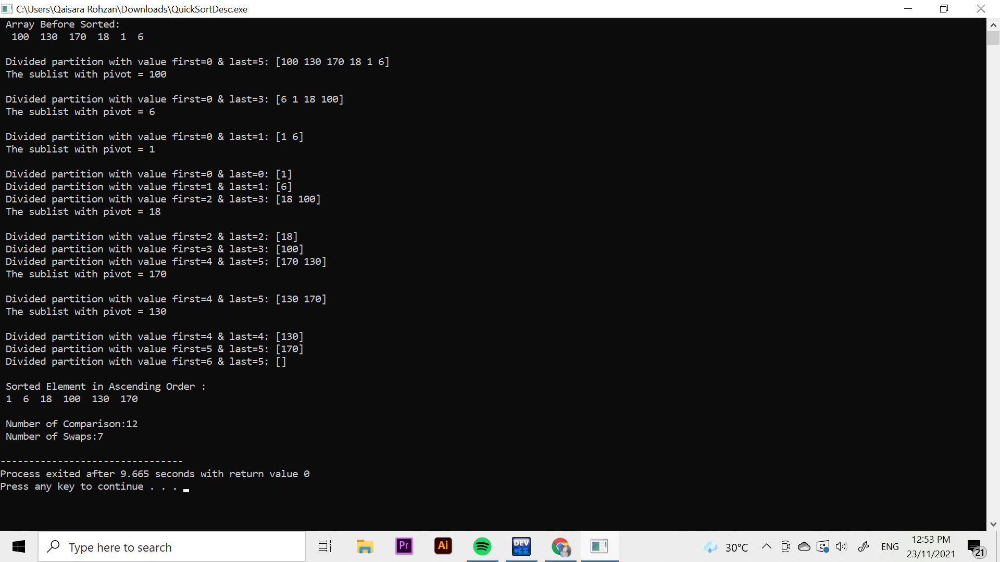 C:\Users\Qaisara Rohzan\Downloads\QuickSortDesc.exe
Array Before Sorted:
100 130 170 18 1 6
Divided partition with value first=0 & last=5: [100 130 170 18 1 6]
The sublist with pivot = 100
Divided partition with value first=0 & last=3: [6 1 18 100]
The sublist with pivot = 6
Divided partition with value first=0 & last=1: [1 6]
The sublist with pivot = 1
Divided partition with value first=0 & last=0: [1]
Divided partition with value first=1 & last=1: [6]
Divided partition with value first=2 & last=3: [18 100]
The sublist with pivot = 18
Divided partition with value first=2 & last=2: [18]
Divided partition with value first=3 & last=3: [100]
Divided partition with value first=4 & last=5: [170 130]
The sublist with pivot = 170
Divided partition with value first=4 & last=5: [130 170]
The sublist with pivot = 130
Divided partition with value first=4 & last=4: [130]
Divided partition with value first=5 & last=5: [170]
Divided partition with value first=6 & last=5: []
Sorted Element in Ascending Order :
1 6 18 100 130 170
Number of Comparison:12
Number of Swaps:7
--------------------------------
Process exited after 9.665 seconds with return value 0
Press any key to continue . . .
Type here to search
Pr
Ai
DEV
C++
30°C
ENG
12:53 PM
23/11/2021
21